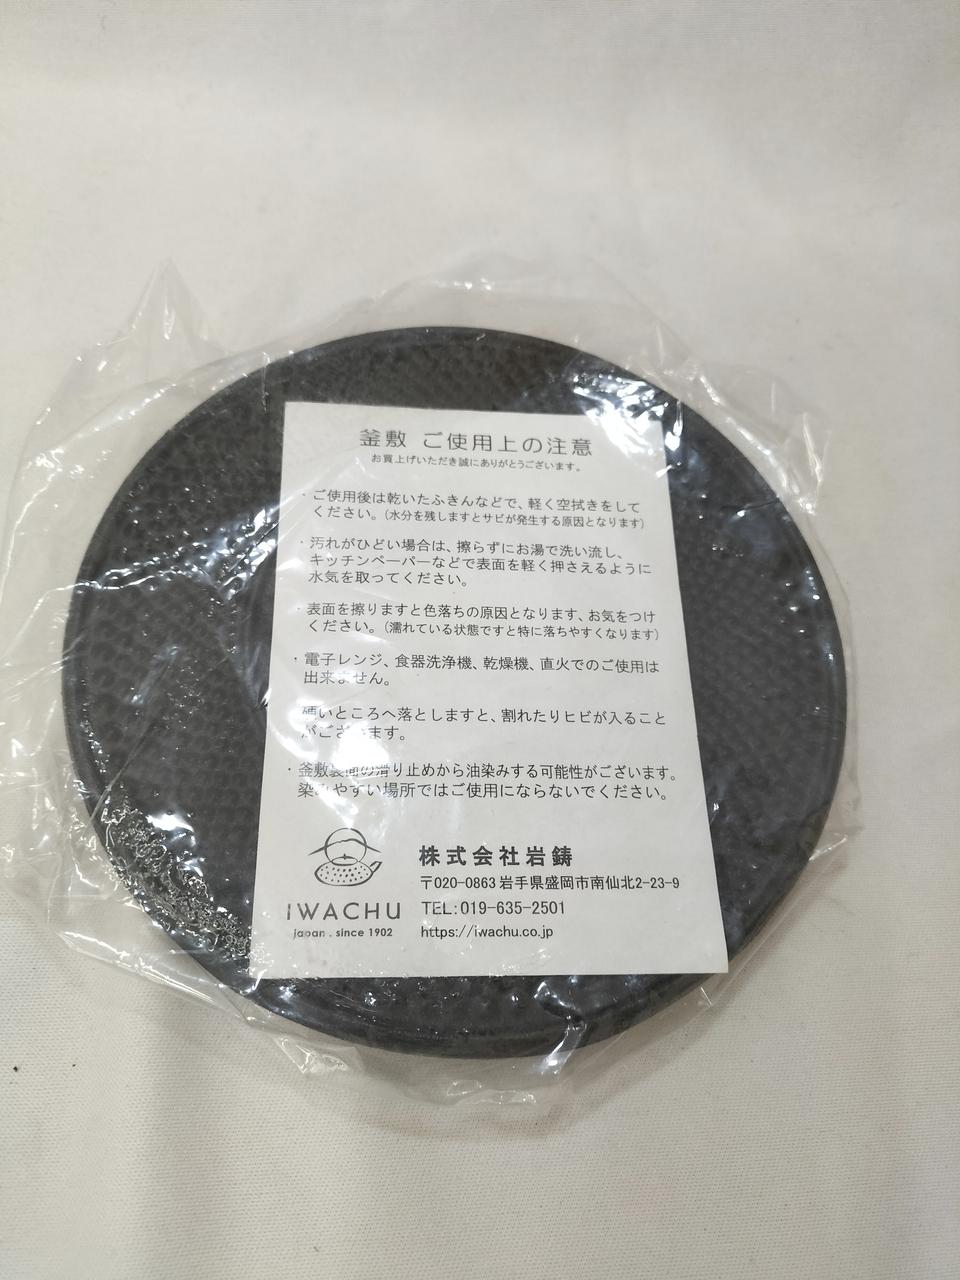 釜敷 ご使用上の注意
お買上げいただき誠にありがとうございます。
・ご使用後は乾いたふきんなどで、軽く空拭きをして
ください。(水分を残しますとサビが発生する原因となります)
・汚れがひどい場合は、擦らずにお湯で洗い流し、
キッチンペーパーなどで表面を軽く押さえるように
水気を取ってください。
・表面を擦りますと色落ちの原因となります、お気をつけ
ください。(濡れている状態ですと特に落ちやすくなります)
・電子レンジ、食器洗浄機、乾燥機、直火でのご使用は
出来ません。
硬いところへ落としますと、割れたりヒビが入ること
がございます。
・釜敷裏面の滑り止めから油染みする可能性がございます。
染みやすい場所ではご使用にならないでください。
株式会社岩鋳
〒020-0863 岩手県盛岡市南仙北2-23-9
IWACHU
TEL:019-635-2501
japan . since 1902
https://iwachu.co.jp